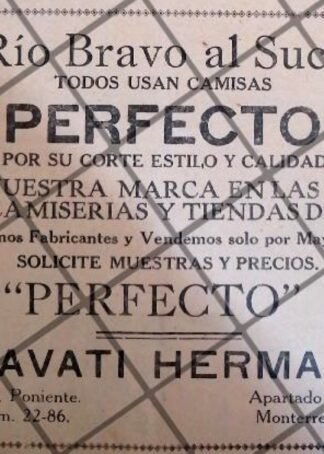 Río Bravo al Suc
TODOS USAN CAMISAS
PERFECTO
POR SU CORTE ESTILO Y CALIDAD
UESTRA MARCA EN LAS
AMISERIAS Y TIENDAS D
nos Fabricantes y Vendemos solo por May
SOLICITE MUESTRAS Y PRECIOS.
"PERFECTO"
AVATI HERMA
Poniente. Apartado
m. 22-86. Monterre